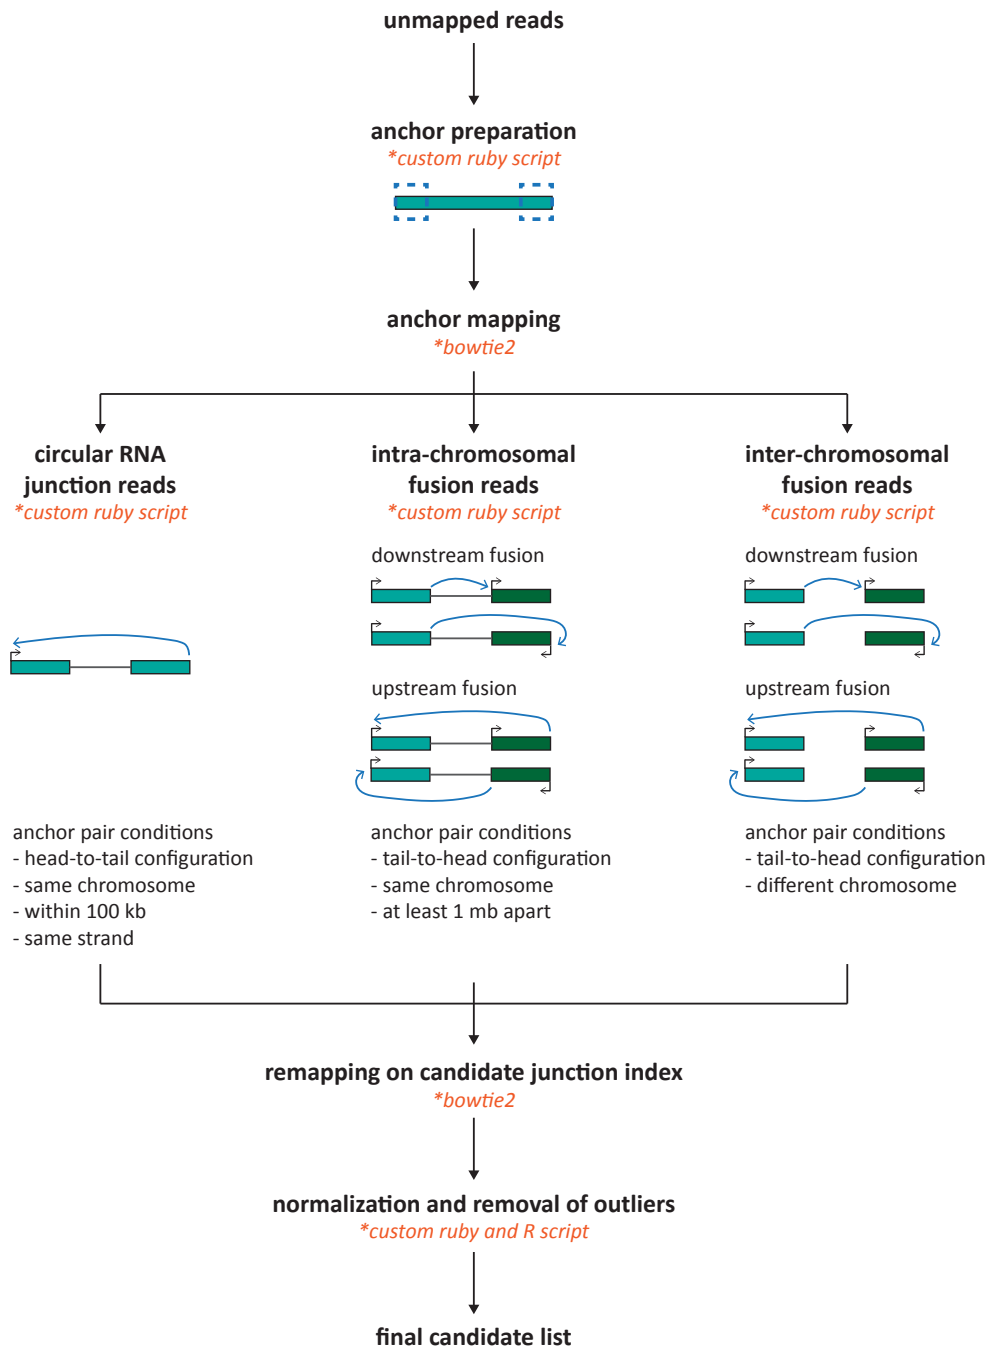 unmapped reads
anchor preparation
*custom ruby script
anchor mapping
*bowtie2
circular RNA
junction reads
*custom ruby script
anchor pair conditions
- head-to-tail configuration
- same chromosome
- within 100 kb
- same strand
intra-chromosomal
fusion reads
*custom ruby script
downstream fusion
upstream fusion
anchor pair conditions
- tail-to-head configuration
- same chromosome
- at least 1 mb apart
inter-chromosomal
fusion reads
*custom ruby script
downstream fusion
upstream fusion
anchor pair conditions
- tail-to-head configuration
- different chromosome
remapping on candidate junction index
*bowtie2
normalization and removal of outliers
*custom ruby and R script
final candidate list